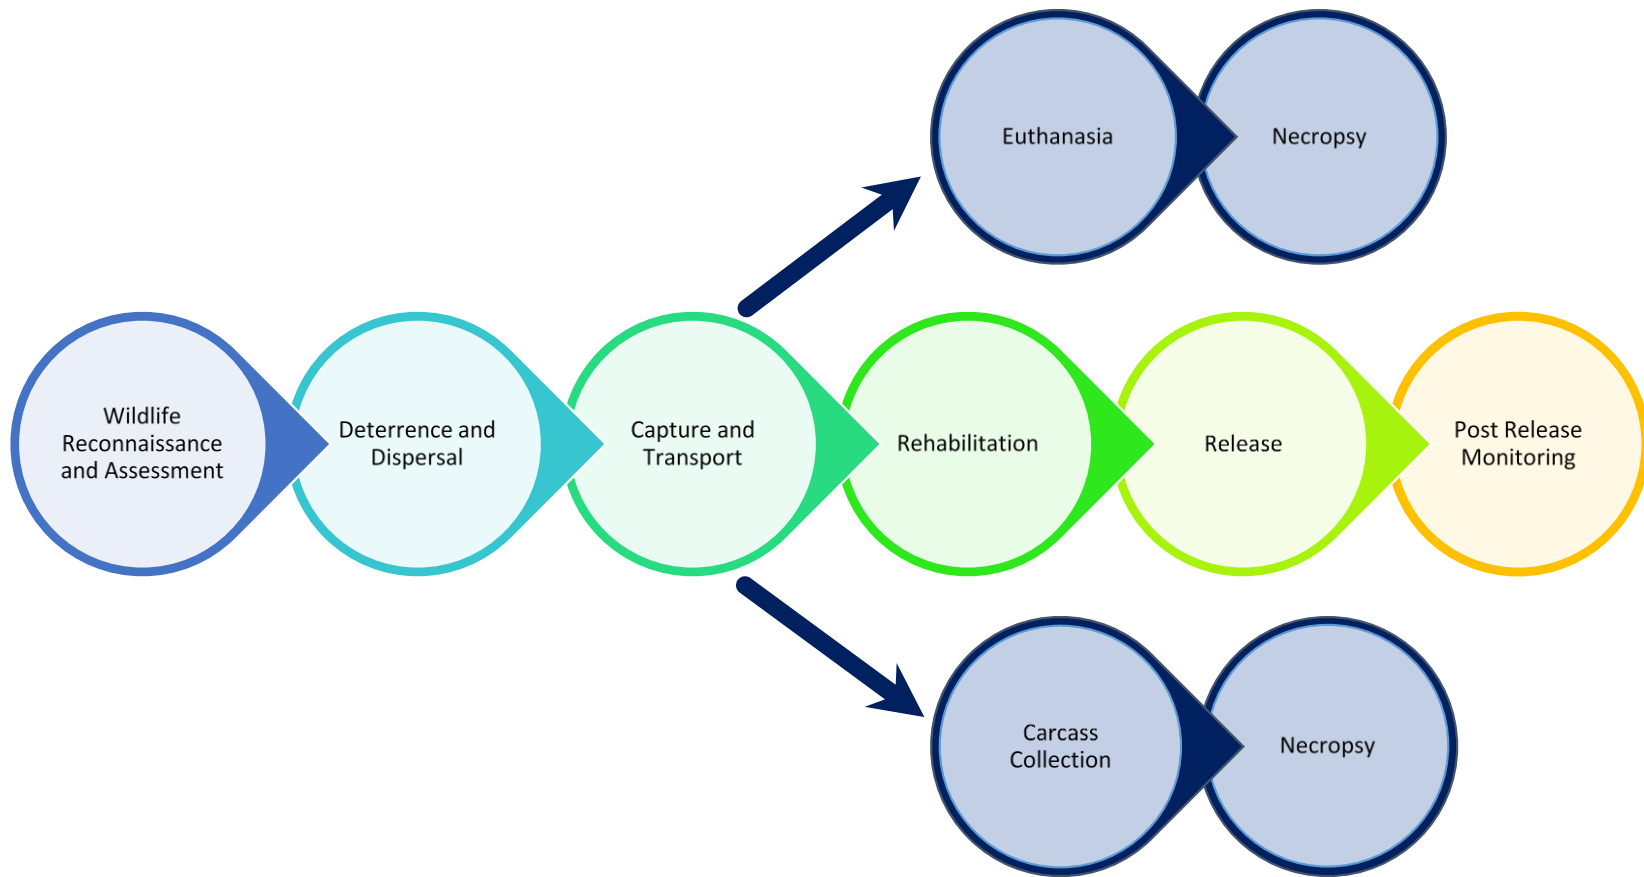 Euthanasia
Necropsy
Wildlife
Reconnaissance
and Assessment
Deterrence and
Dispersal
Capture and
Transport
Rehabilitation
Release
Post Release
Monitoring
Carcass
Collection
Necropsy